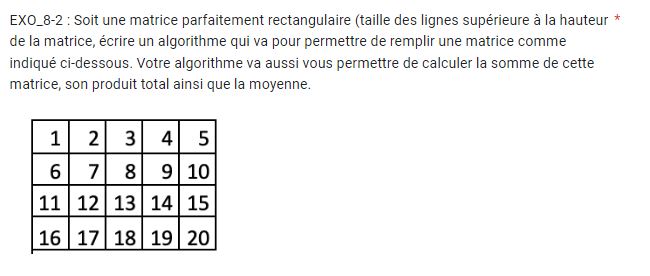 EXO_8-2 : Soit une matrice parfaitement rectangulaire (taille des lignes supérieure à la hauteur *
de la matrice, écrire un algorithme qui va pour permettre de remplir une matrice comme
indiqué ci-dessous. Votre algorithme va aussi vous permettre de calculer la somme de cette
matrice, son produit total ainsi que la moyenne.
1 2 3 4 5
6 7 8 9 10
11 12 13 14 15
16 17 18 19 20